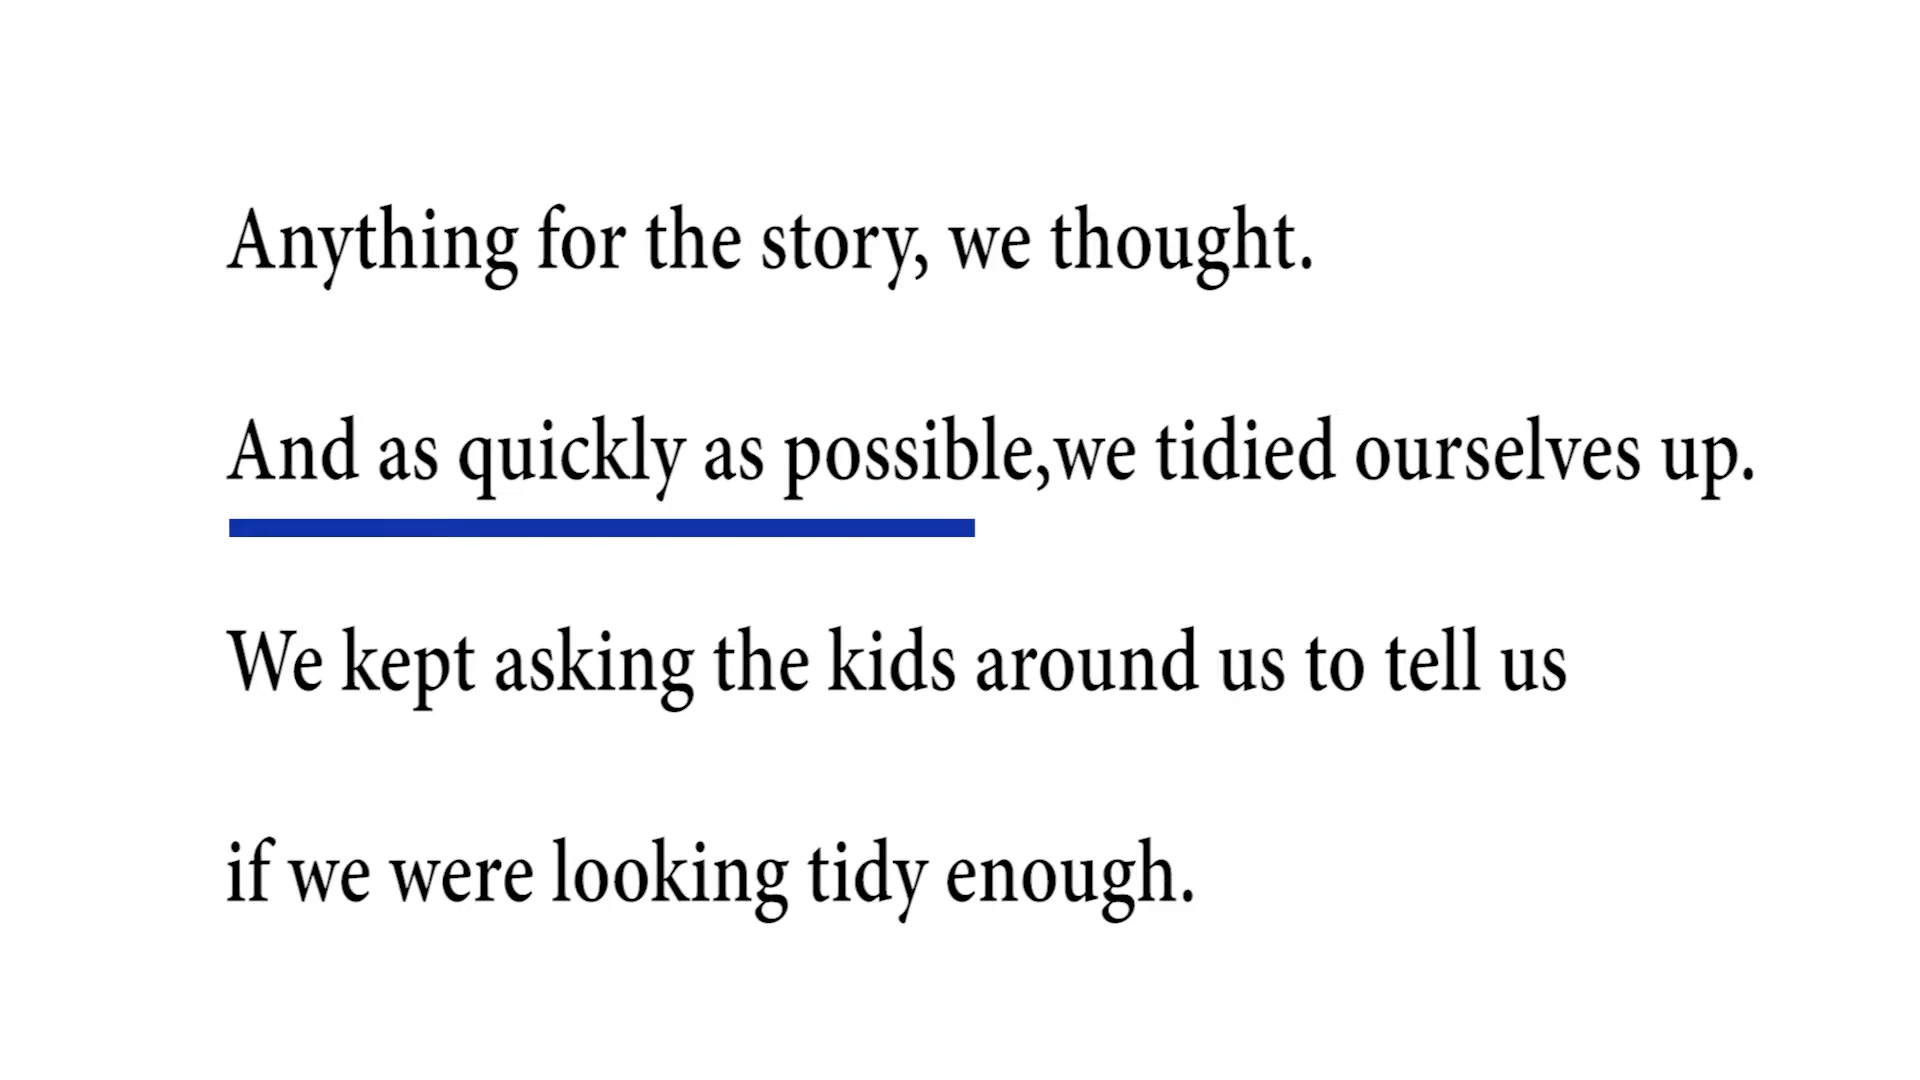 Anything for the story, we thought.
And as quickly as possible,we tidied ourselves up.
We kept asking the kids around us to tell us
if we were looking tidy enough.